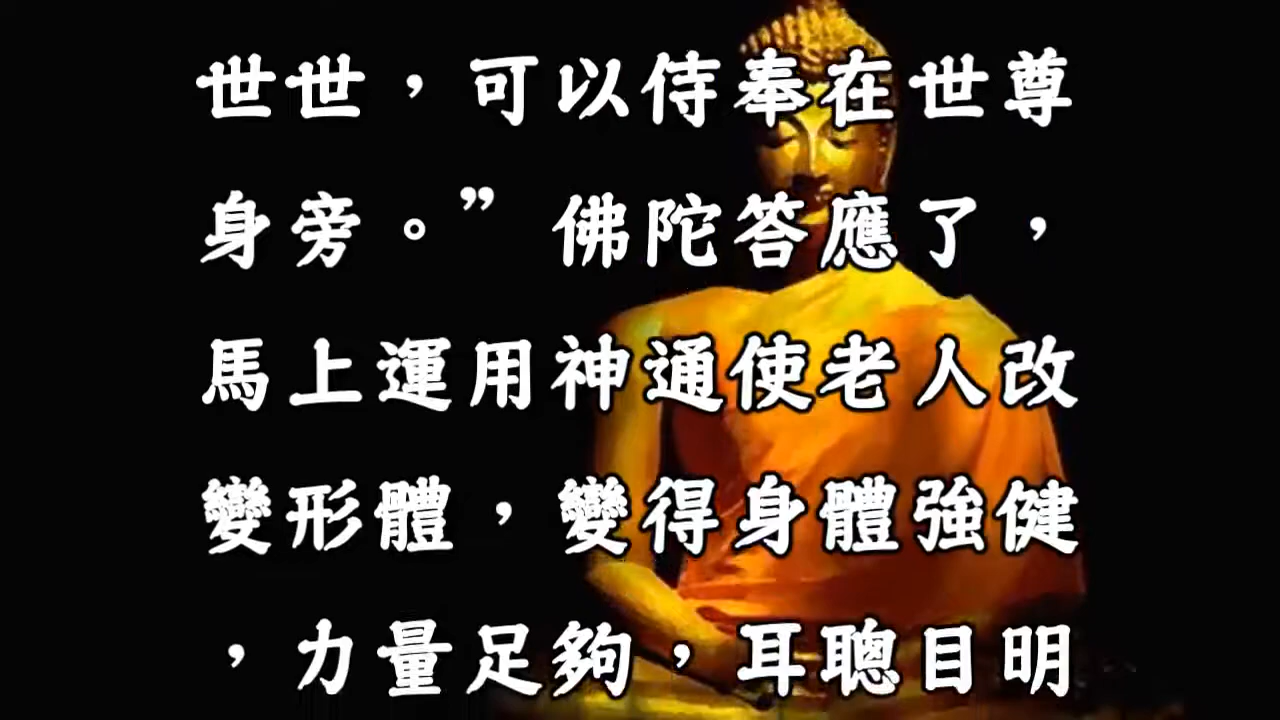 世世，可以侍奉在世尊
身旁。”佛陀答應了，
馬上運用神通使老人改
變形體，變得身體強健
，力量足夠，耳聰目明